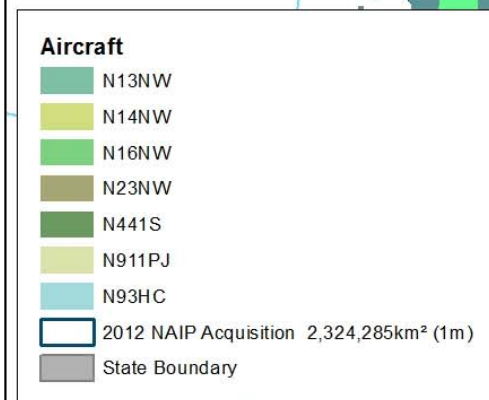 Aircraft
N13NW
N14NW
N16NW
N23NW
N441S
N911PJ
N93HC
2012 NAIP Acquisition 2,324,285km² (1m)
State Boundary